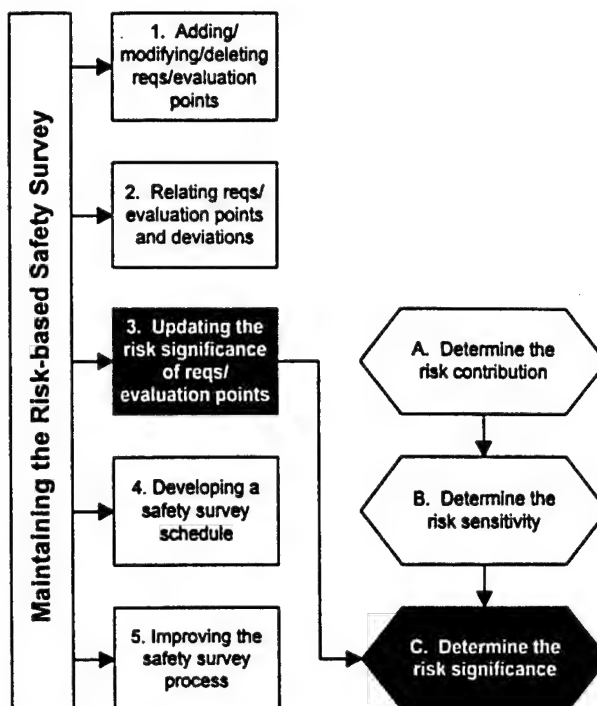 Maintaining the Risk-based Safety Survey
1. Adding/
modifying/deleting
reqs/evaluation
points
2. Relating reqs/
evaluation points
and deviations
3. Updating the
risk significance
of reqs/
evaluation points
4. Developing a
safety survey
schedule
5. Improving the
safety survey
process
A. Determine the
risk contribution
B. Determine the
risk sensitivity
C. Determine the
risk significance